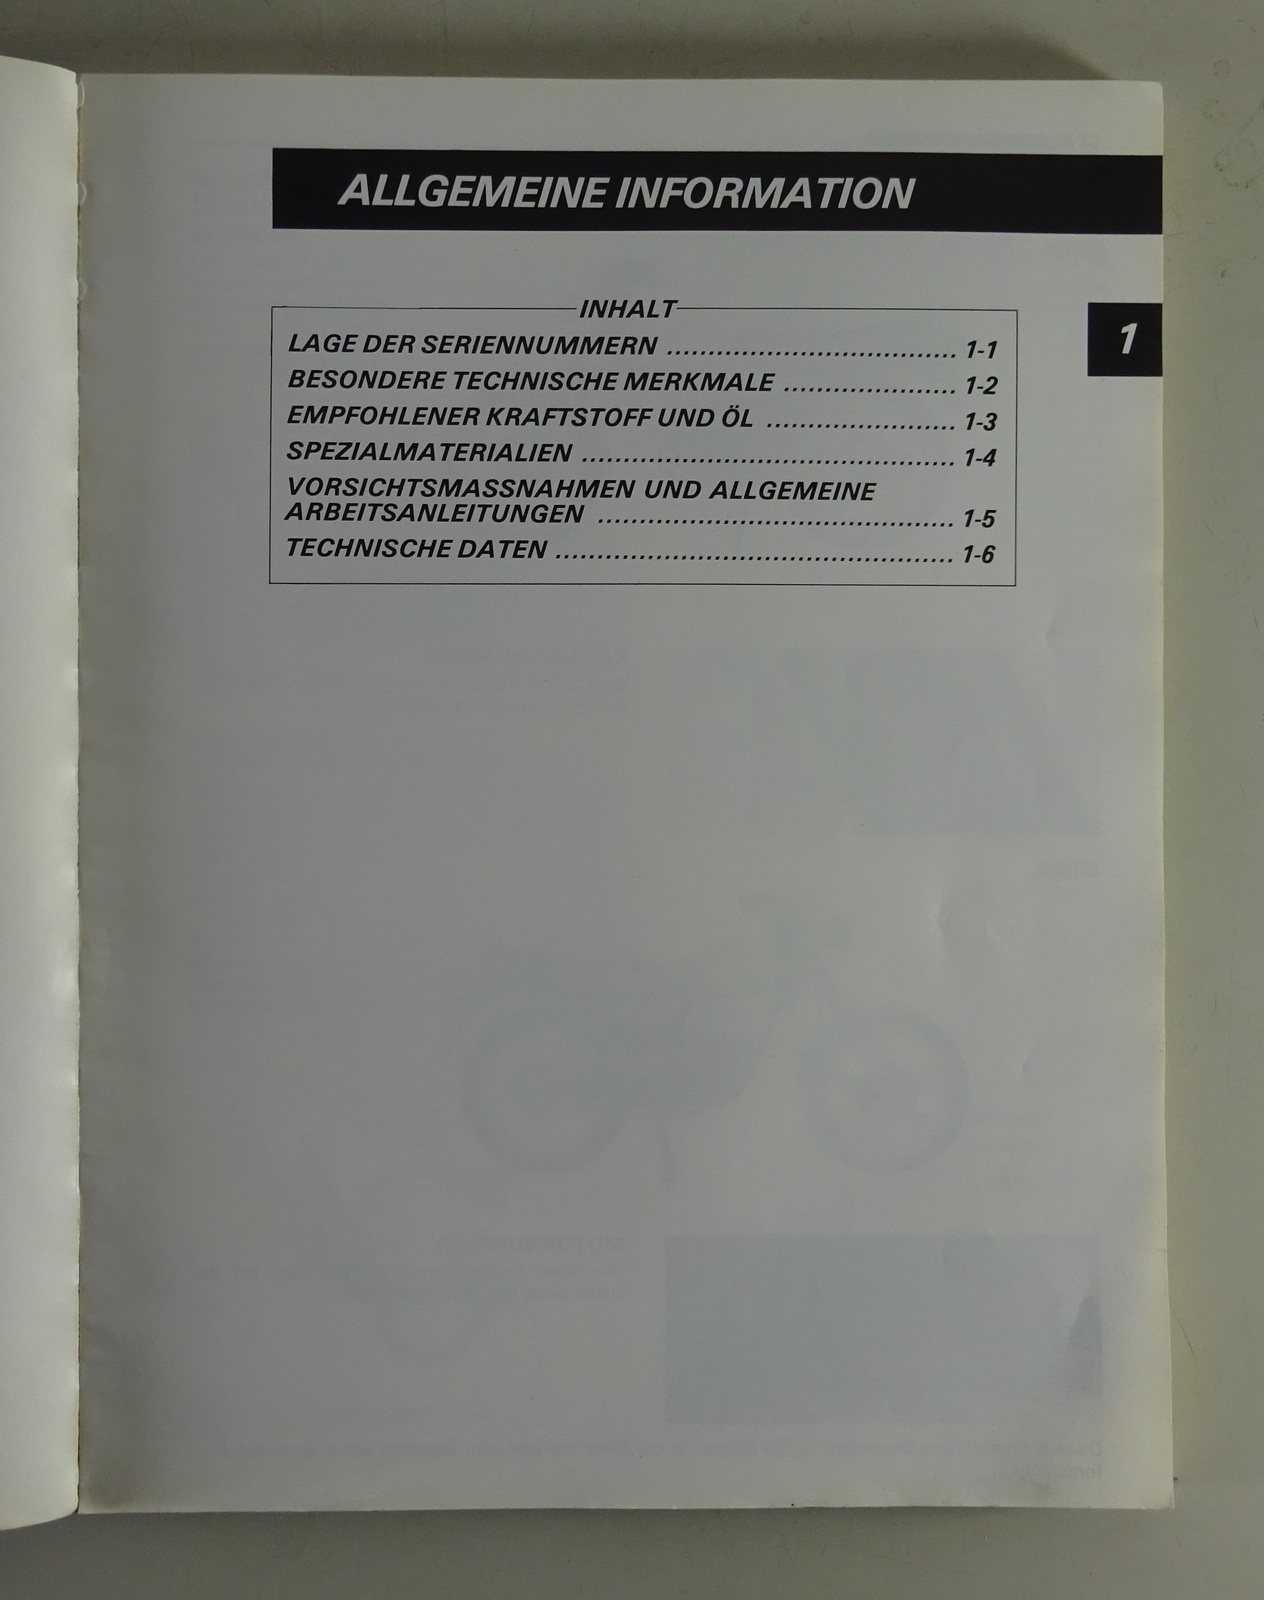 ALLGEMEINE INFORMATION
INHALT
1
LAGE DER SERIENNUMMERN ................................... 1-1
BESONDERE TECHNISCHE MERKMALE ..................... 1-2
EMPFOHLENER KRAFTSTOFF UND ÖL ....................... 1-3
SPEZIALMATERIALIEN ............................................. 1-4
VORSICHTSMASSNAHMEN UND ALLGEMEINE
ARBEITSANLEITUNGEN ........................................... 1-5
TECHNISCHE DATEN ................................................ 1-6